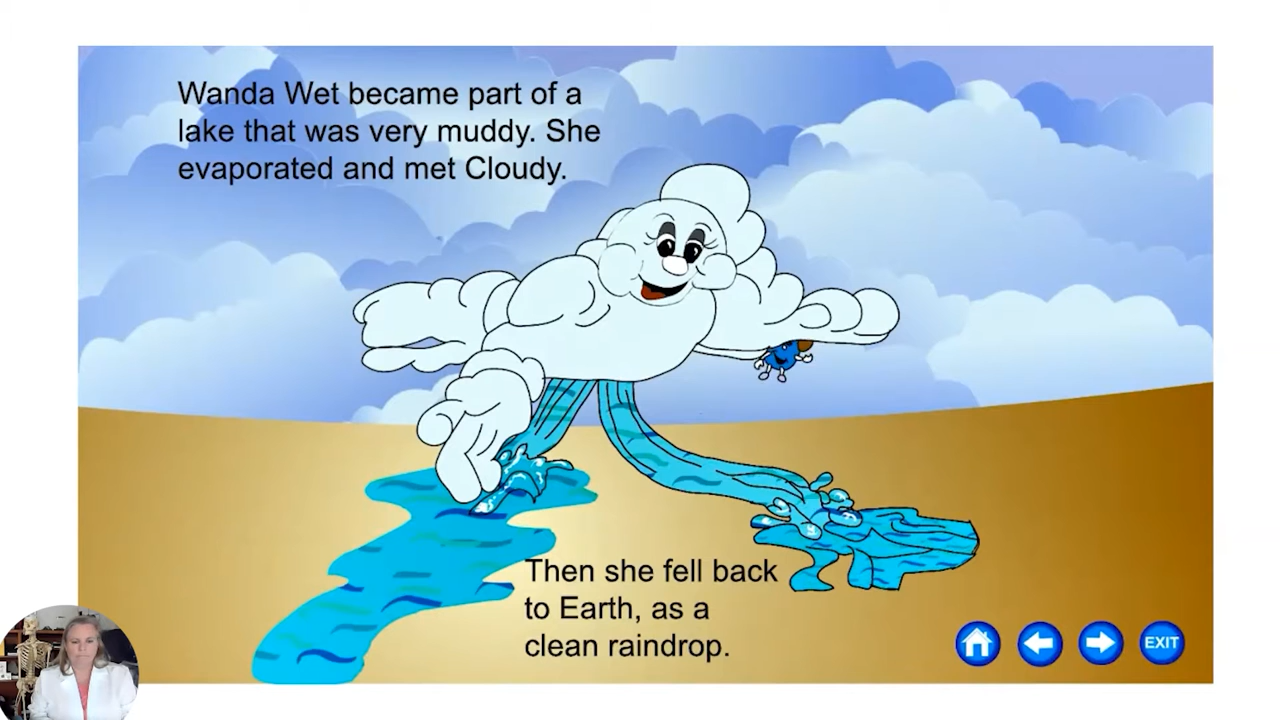 Wanda Wet became part of a
lake that was very muddy. She
evaporated and met Cloudy.
Then she fell back
to Earth, as a
clean raindrop.
EXIT